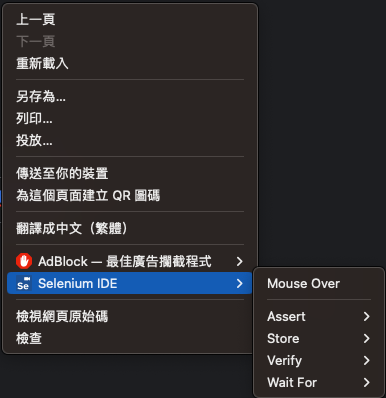 上一頁
下一頁
重新載入
另存為...
列印...
投放...
傳送至你的裝置
為這個頁面建立 QR 圖碼
翻譯成中文（繁體）
AdBlock — 最佳廣告攔截程式
Se Selenium IDE
Mouse Over
Assert
Store
Verify
Wait For
檢視網頁原始碼
檢查